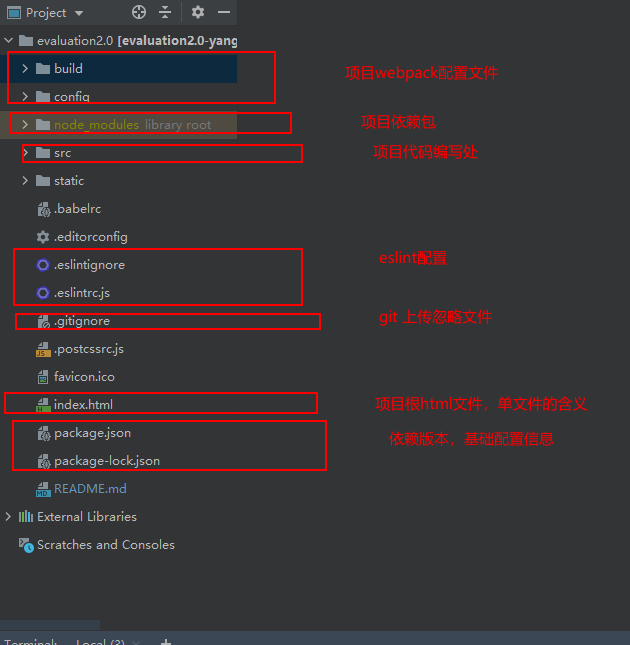 Project
evaluation2.0 [evaluation2.0-yang
build
项目webpack配置文件
config
node_modules library root
项目依赖包
src
项目代码编写处
static
.babelrc
.editorconfig
.eslintignore
eslint配置
.eslintrc.js
.gitignore
git 上传忽略文件
.postcssrc.js
favicon.ico
index.html
项目根html文件，单文件的含义
package.json
依赖版本，基础配置信息
package-lock.json
README.md
External Libraries
Scratches and Consoles
Terminal: Local (3)